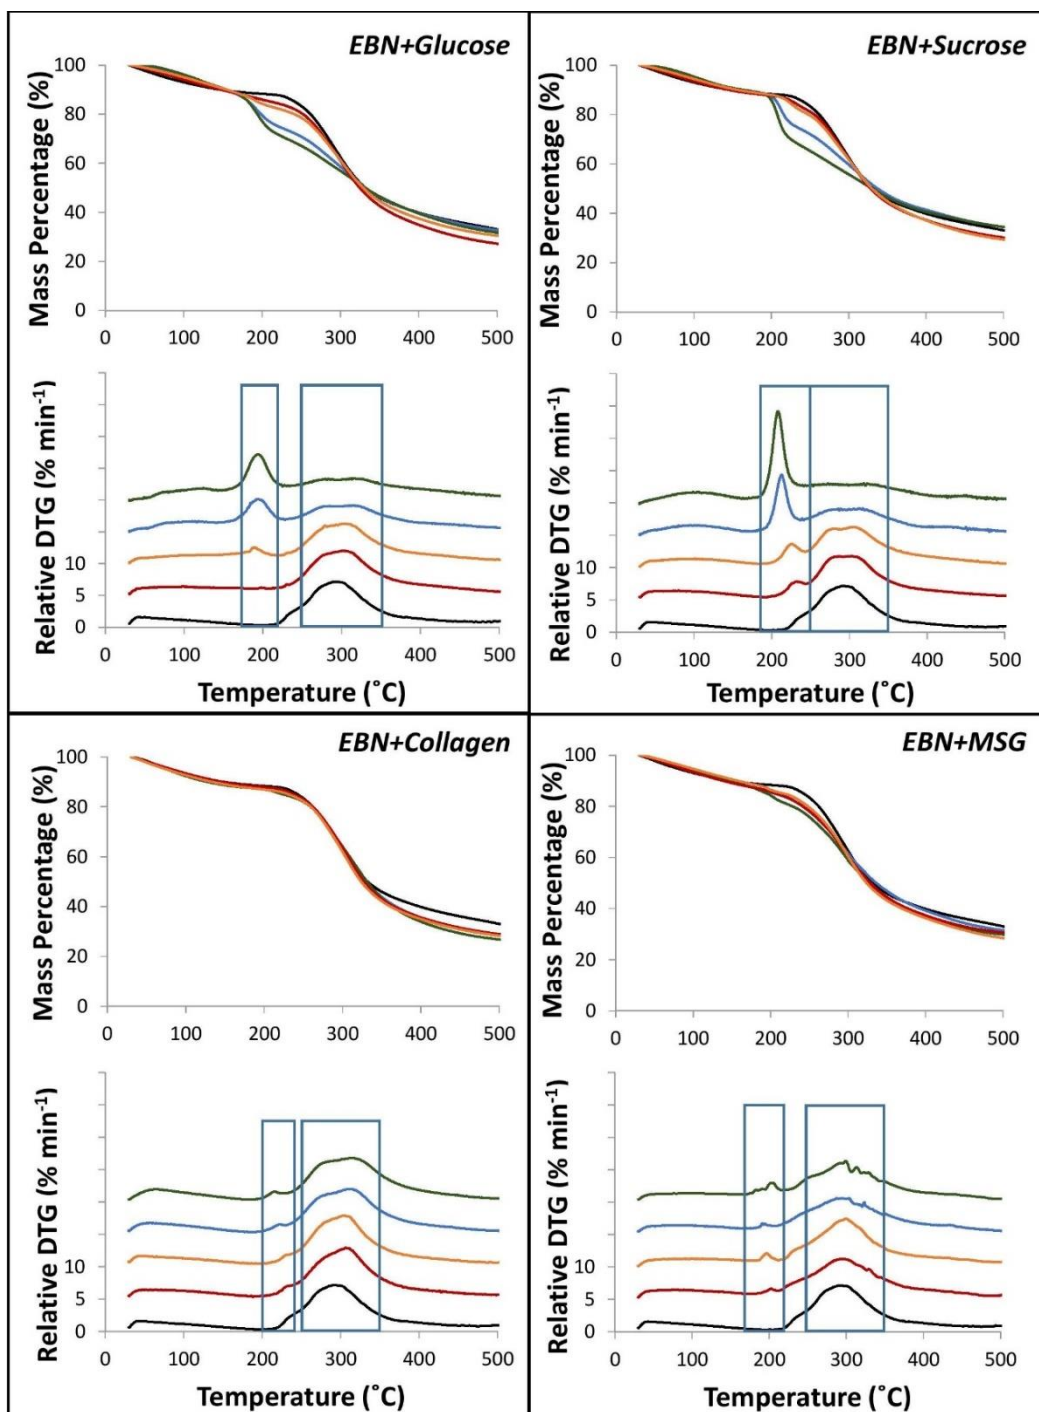 EBN+Glucose
Mass Percentage (%)
100
80
60
40
20
0
0 100 200 300 400 500
Relative DTG (% min⁻¹)
10
5
0
0 100 200 300 400 500
Temperature (˚C)
EBN+Sucrose
Mass Percentage (%)
100
80
60
40
20
0
0 100 200 300 400 500
Relative DTG (% min⁻¹)
10
5
0
0 100 200 300 400 500
Temperature (˚C)
EBN+Collagen
Mass Percentage (%)
100
80
60
40
20
0
0 100 200 300 400 500
Relative DTG (% min⁻¹)
10
5
0
0 100 200 300 400 500
Temperature (˚C)
EBN+MSG
Mass Percentage (%)
100
80
60
40
20
0
0 100 200 300 400 500
Relative DTG (% min⁻¹)
10
5
0
0 100 200 300 400 500
Temperature (˚C)